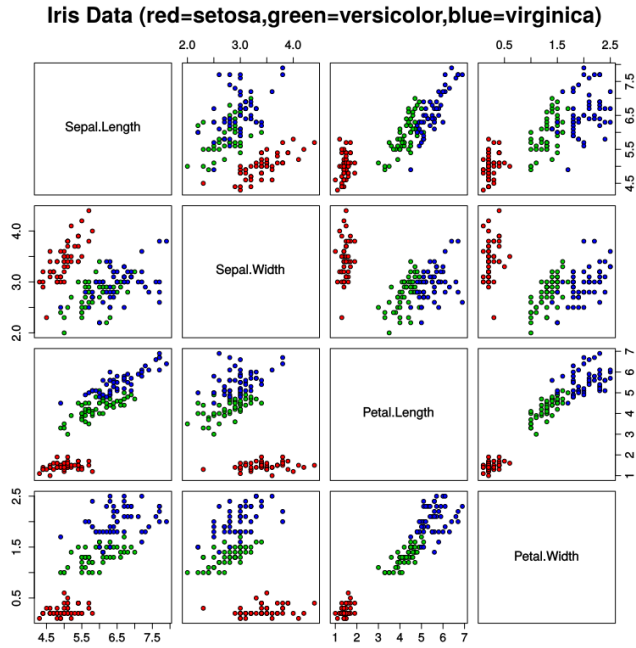 Iris Data (red=setosa,green=versicolor,blue=virginica)
2.0 3.0 4.0
0.5 1.5 2.5
Sepal.Length
4.5 5.5 6.5 7.5
2.0 3.0 4.0
Sepal.Width
Petal.Length
1 2 3 4 5 6 7
0.5 1.5 2.5
Petal.Width
4.5 5.5 6.5 7.5
1 2 3 4 5 6 7